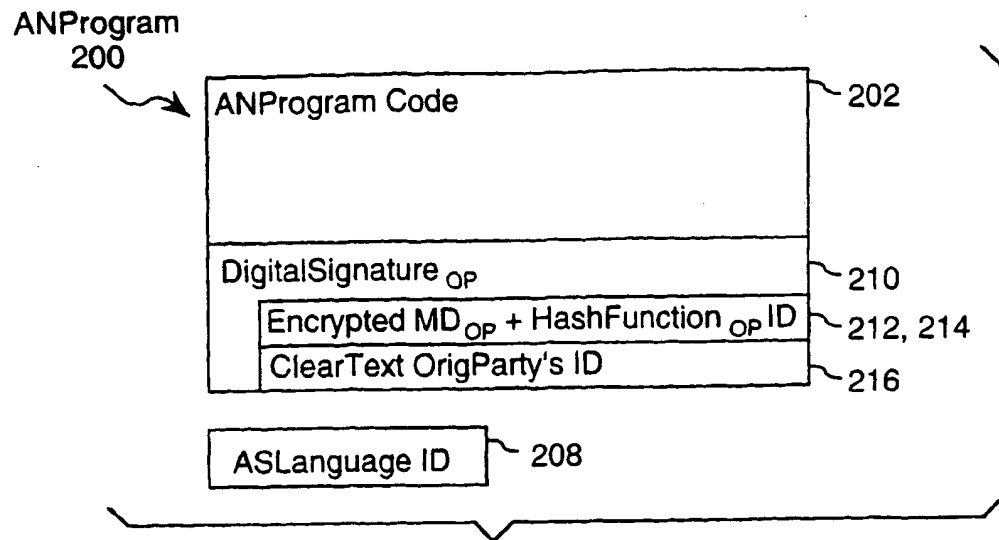 ANProgram
200
ANProgram Code
202
DigitalSignature OP
210
Encrypted MD OP + HashFunction OP ID
212, 214
ClearText OrigParty's ID
216
ASLanguage ID
208